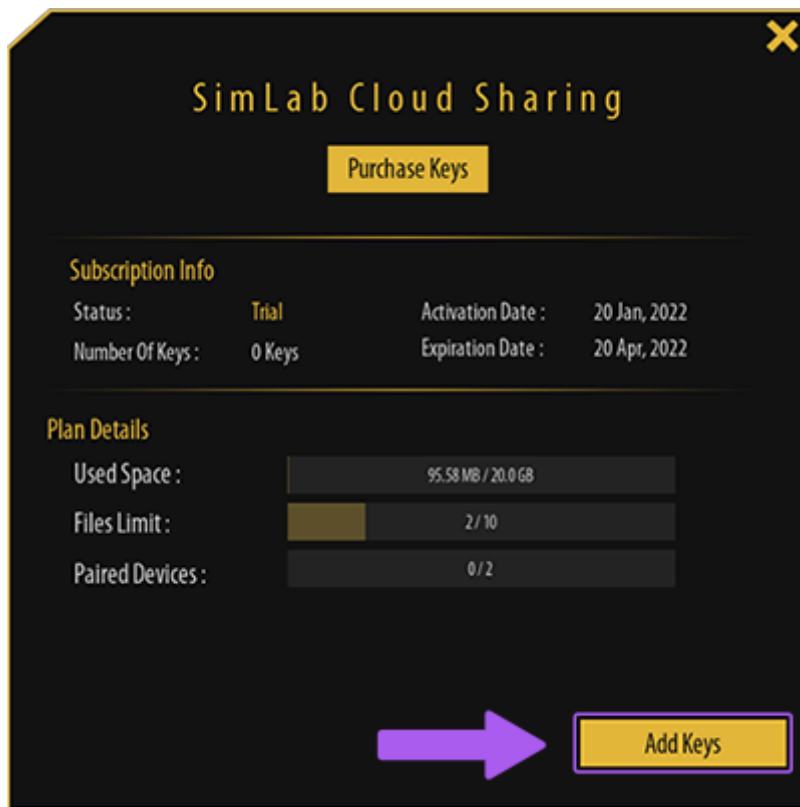 SimLab Cloud Sharing
Purchase Keys
Subscription Info
Status : Trial Activation Date : 20 Jan, 2022
Number Of Keys : 0 Keys Expiration Date : 20 Apr, 2022
Plan Details
Used Space : 95.58 MB / 20.0 GB
Files Limit : 2 / 10
Paired Devices : 0 / 2
Add Keys